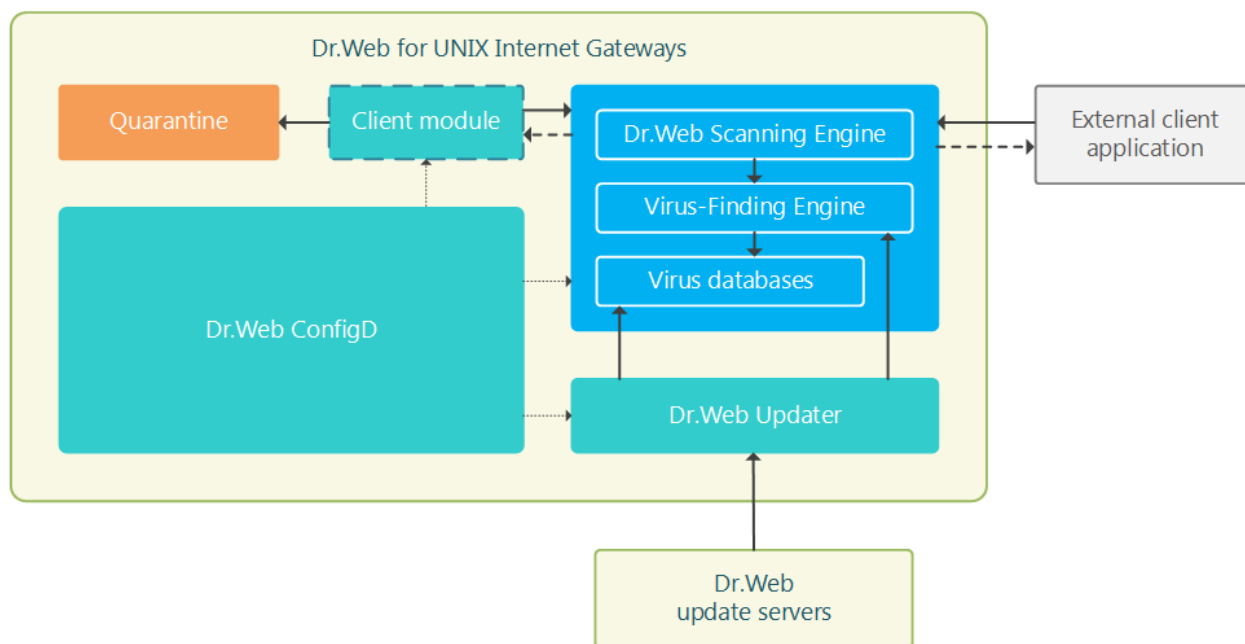 Dr.Web for UNIX Internet Gateways
Quarantine
Client module
Dr.Web Scanning Engine
External client
application
Virus-Finding Engine
Virus databases
Dr.Web ConfigD
Dr.Web Updater
Dr.Web
update servers